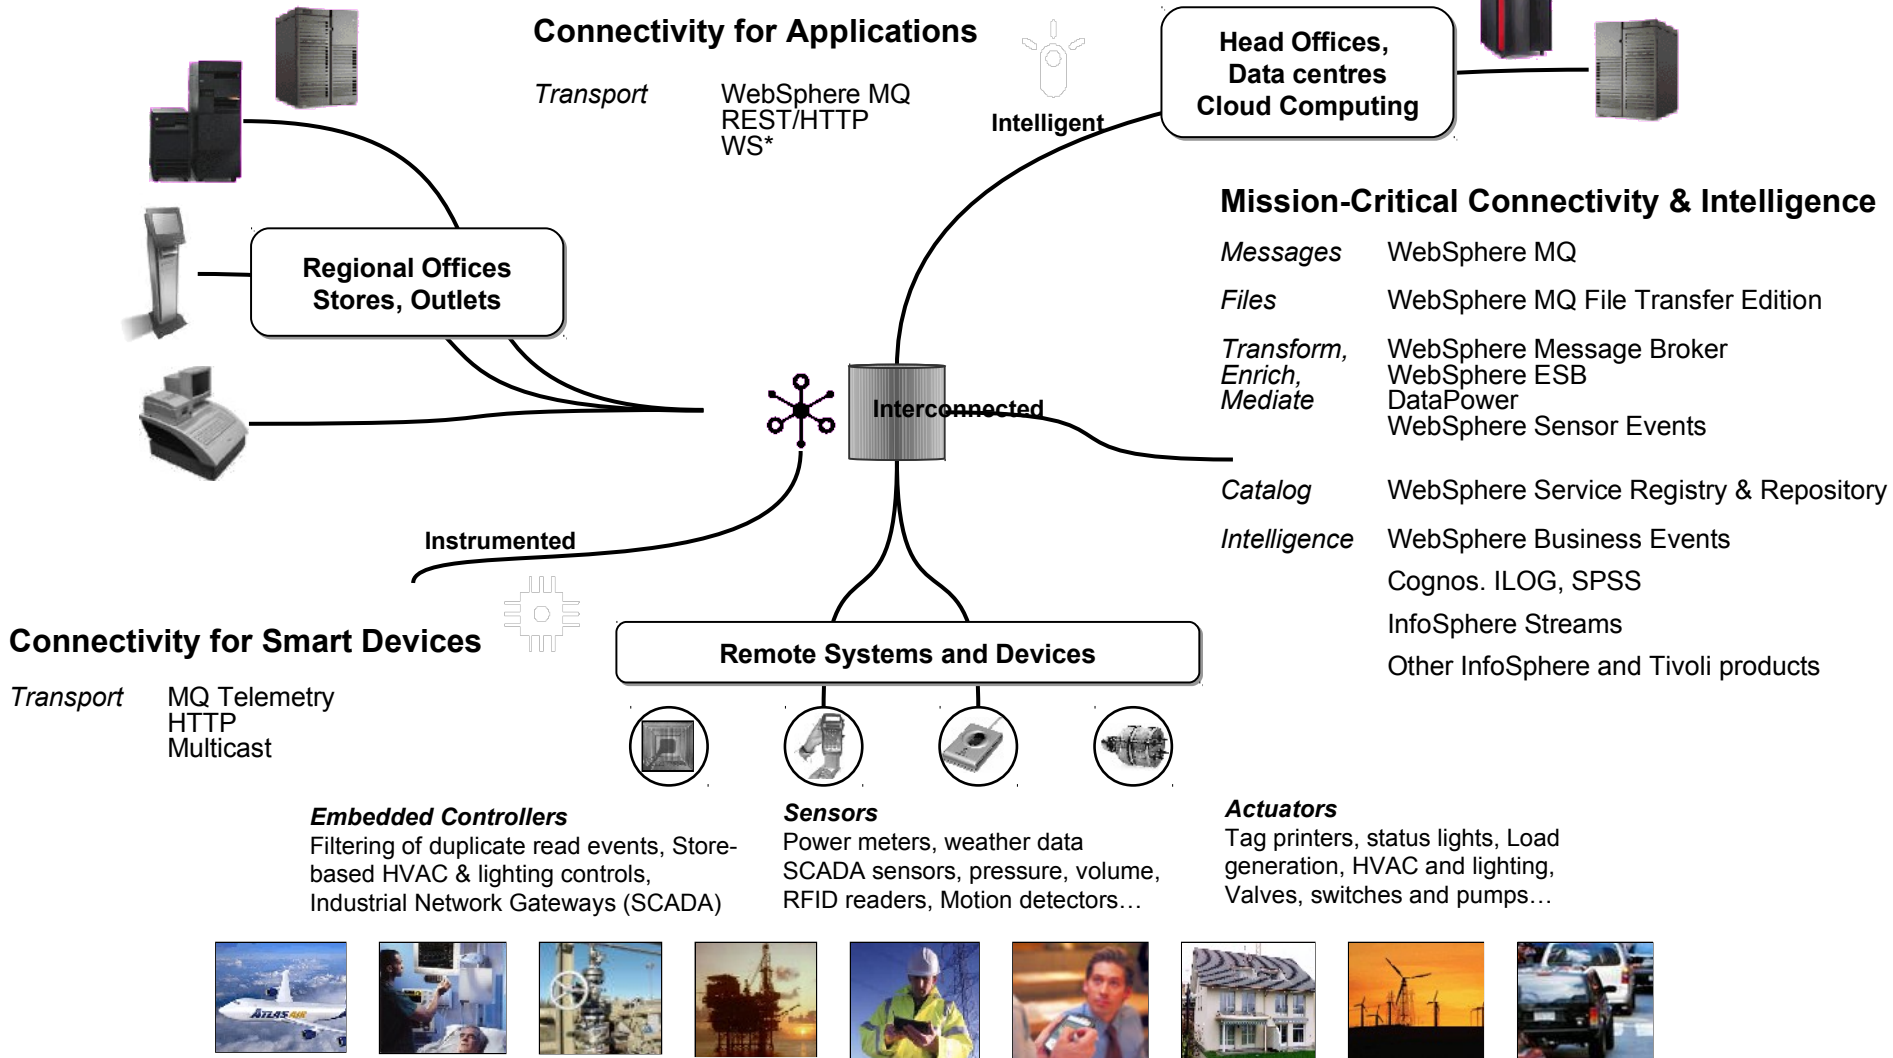 Connectivity for Applications
Transport WebSphere MQ
REST/HTTP
WS*
Intelligent
Head Offices,
Data centres
Cloud Computing
Regional Offices
Stores, Outlets
Mission-Critical Connectivity & Intelligence
Messages WebSphere MQ
Files WebSphere MQ File Transfer Edition
Transform, WebSphere Message Broker
Enrich, WebSphere ESB
Mediate DataPower
WebSphere Sensor Events
Catalog WebSphere Service Registry & Repository
Intelligence WebSphere Business Events
Cognos. ILOG, SPSS
InfoSphere Streams
Other InfoSphere and Tivoli products
Interconnected
Instrumented
Connectivity for Smart Devices
Transport MQ Telemetry
HTTP
Multicast
Remote Systems and Devices
Embedded Controllers
Filtering of duplicate read events, Store-
based HVAC & lighting controls,
Industrial Network Gateways (SCADA)
Sensors
Power meters, weather data
SCADA sensors, pressure, volume,
RFID readers, Motion detectors…
Actuators
Tag printers, status lights, Load
generation, HVAC and lighting,
Valves, switches and pumps…
ATLAS AIR